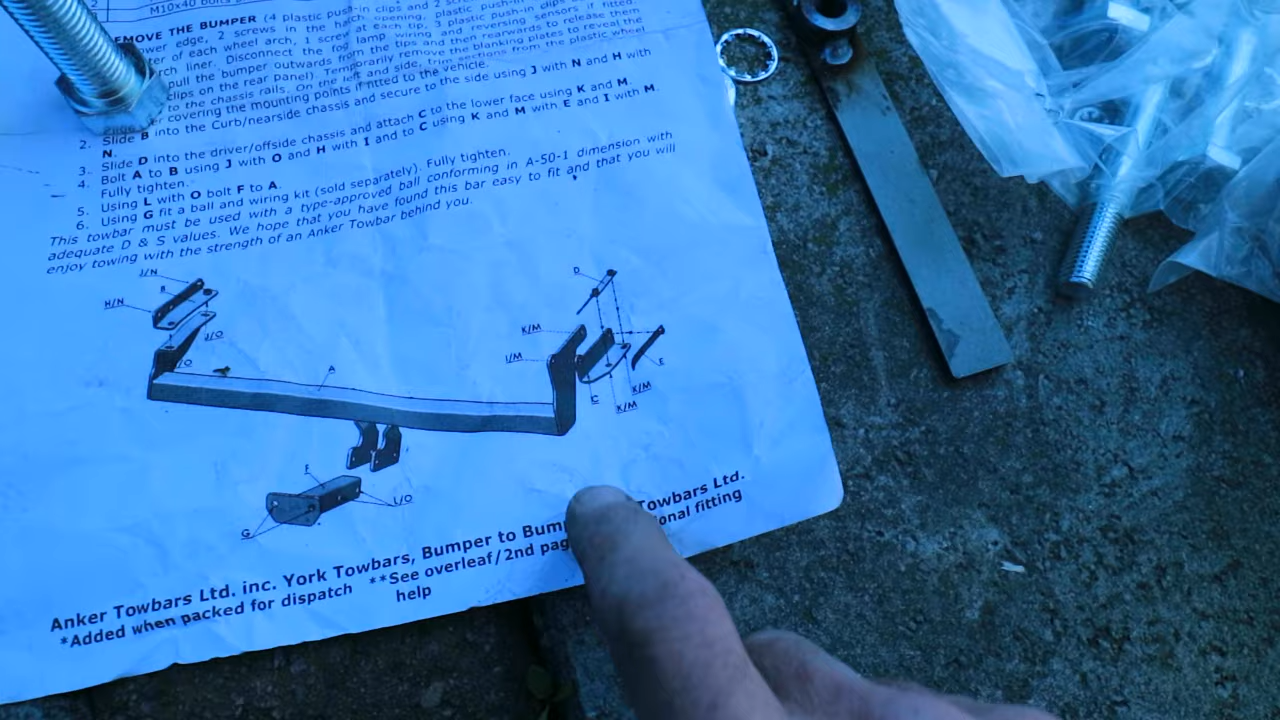 M10x40 bolts
EMOVE THE BUMPER (4 plastic push-in clips and 2
ower edge, 2 screws in the hatch opening, plastic push-in
ter of each wheel arch, 1 screw at each tip, 3 plastic push-in clips
rch liner. Disconnect the fog lamp wiring and reversing sensors if fitted.
pull the bumper outwards from the tips and then rearwards to release them
clips on the rear panel). Temporarily remove the blanking plates to reveal the
to the chassis rails. On the left and side, trim sections from the plastic wheel
covering the mounting points if fitted to the vehicle.
2. Slide B into the Curb/nearside chassis and secure to the side using J with N and H with
N.
3. Slide D into the driver/offside chassis and attach C to the lower face using K and M.
4. Bolt A to B using J with O and H with I and to C using K and M with E and I with M.
Fully tighten.
5. Using L with O bolt F to A.
6. Using G fit a ball and wiring kit (sold separately). Fully tighten.
This towbar must be used with a type-approved ball conforming in A-50-1 dimension with
adequate D & S values. We hope that you have found this bar easy to fit and that you will
enjoy towing with the strength of an Anker Towbar behind you.
J/N
B
H/N
J/O
A
D
K/M
I/M
E
K/M
C
K/M
F
L/O
G
Anker Towbars Ltd. inc. York Towbars, Bumper to Bum Towbars Ltd.
*Added when packed for dispatch **See overleaf/2nd pag onal fitting
help